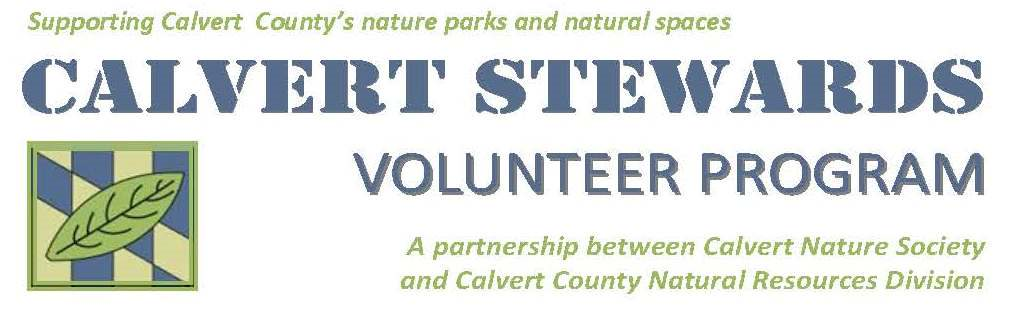 Supporting Calvert County's nature parks and natural spaces
CALVERT STEWARDS
VOLUNTEER PROGRAM
A partnership between Calvert Nature Society
and Calvert County Natural Resources Division